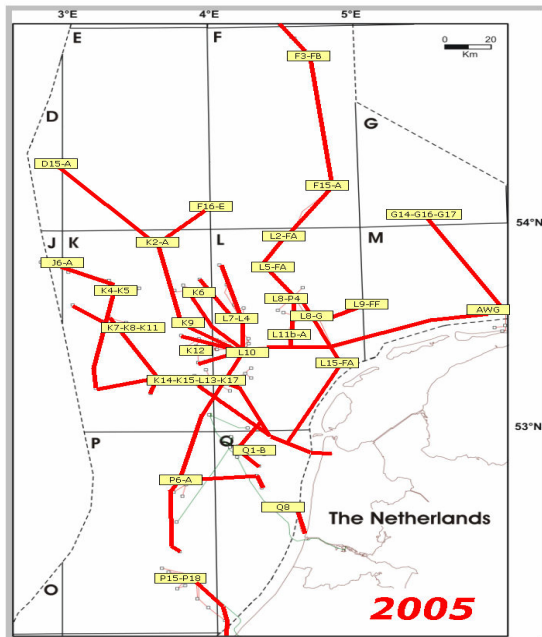 3°E 4°E 5°E
E F
0 20
Km
F3-FB
D
G
D15-A
F15-A
F16-E
G14-G16-G17
54°N
L2-FA
K2-A
J K L M
J6-A
L5-FA
K4-K5
K6
L8-P4
L9-FF
AWG
L7-L4
L8-G
K9
K7-K8-K11
L11b-A
K12
L10
L15-FA
K14-K15-L13-K17
53°N
P Q
Q1-B
P6-A
Q8
The Netherlands
P15-P18
O
2005